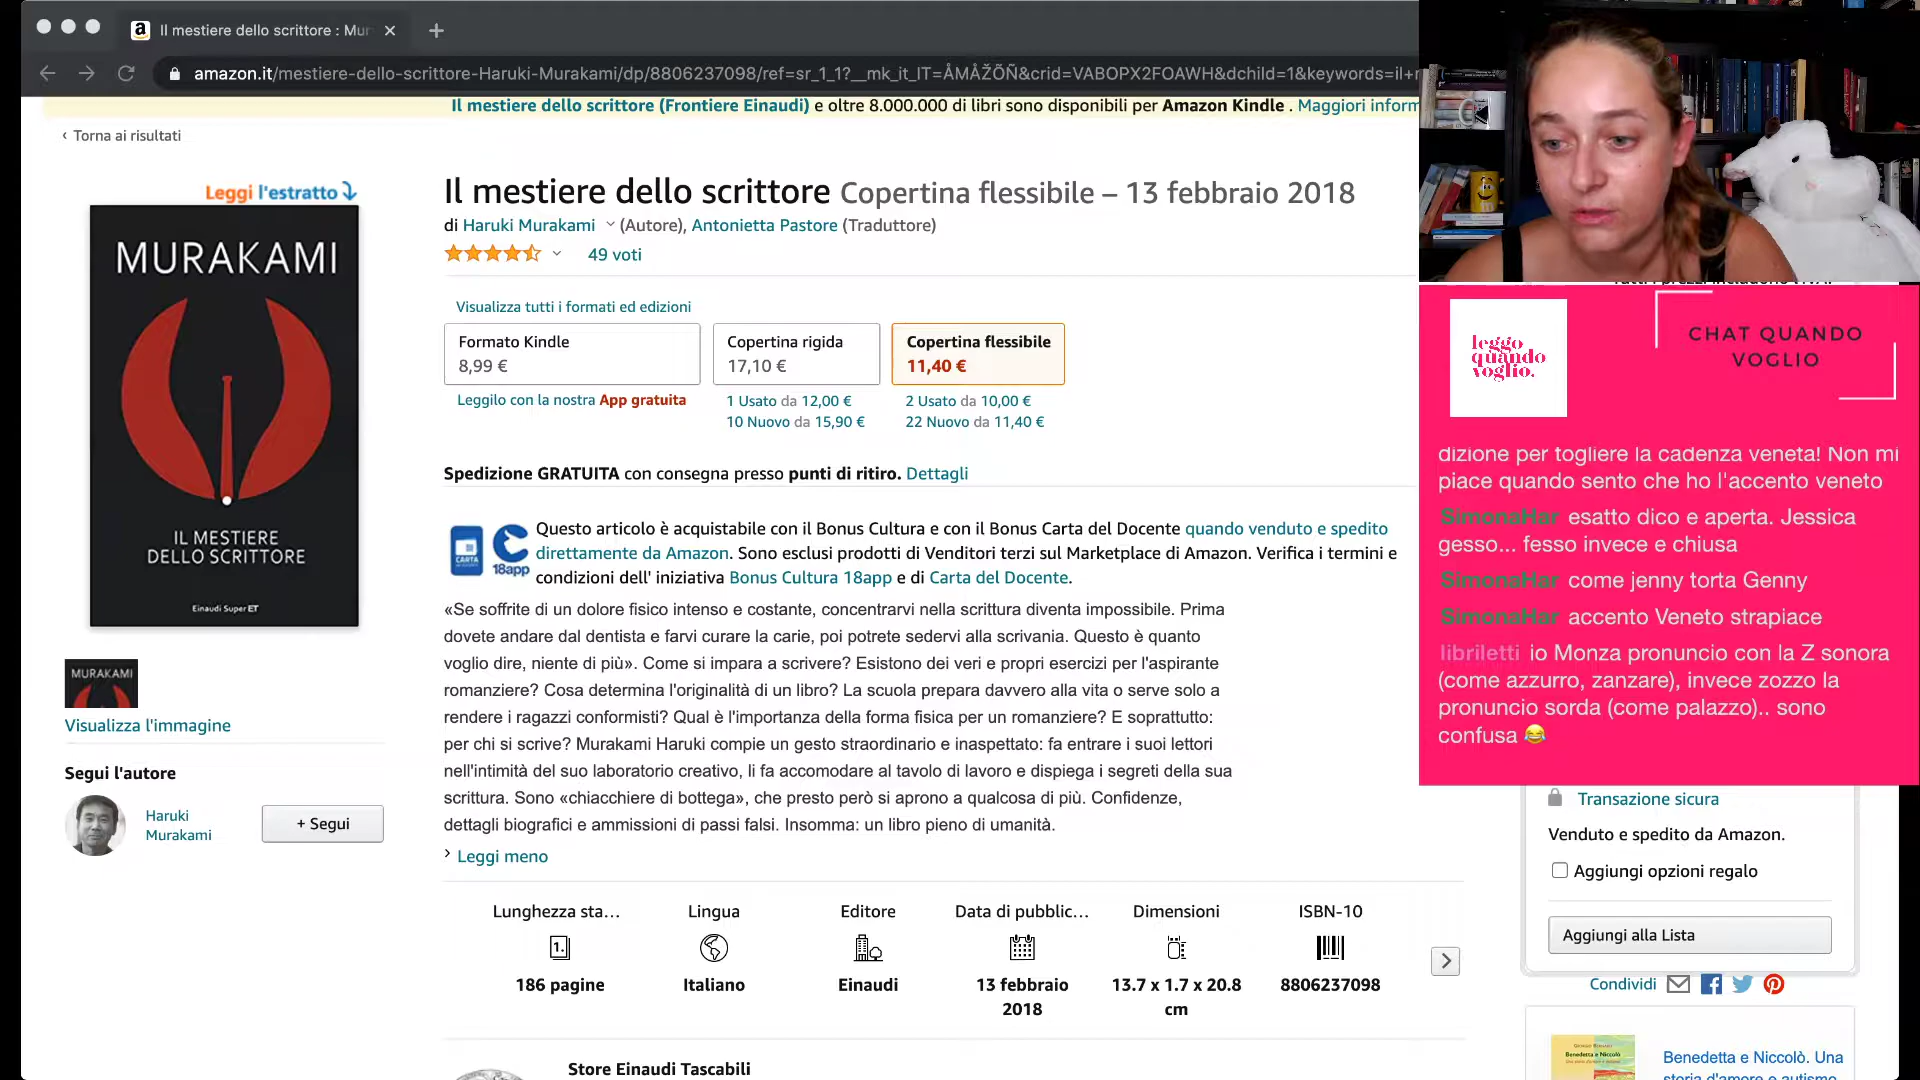 Il mestiere dello scrittore : Mur
amazon.it/mestiere-dello-scrittore-Haruki-Murakami/dp/8806237098/ref=sr_1_1?__mk_it_IT=ÅMÅŽÕÑ&crid=VABOPX2FOAWH&dchild=1&keywords=il+
Il mestiere dello scrittore (Frontiere Einaudi) e oltre 8.000.000 di libri sono disponibili per Amazon Kindle . Maggiori inform
‹ Torna ai risultati
Leggi l'estratto
MURAKAMI
IL MESTIERE
DELLO SCRITTORE
Einaudi Super ET
MURAKAMI
Visualizza l'immagine
Segui l'autore
Haruki
Murakami
+ Segui
Il mestiere dello scrittore Copertina flessibile – 13 febbraio 2018
di Haruki Murakami (Autore), Antonietta Pastore (Traduttore)
49 voti
Visualizza tutti i formati ed edizioni
Formato Kindle
8,99 €
Leggilo con la nostra App gratuita
Copertina rigida
17,10 €
1 Usato da 12,00 €
10 Nuovo da 15,90 €
Copertina flessibile
11,40 €
2 Usato da 10,00 €
22 Nuovo da 11,40 €
Spedizione GRATUITA con consegna presso punti di ritiro. Dettagli
CARTA DEL DOCENTE
18app
Questo articolo è acquistabile con il Bonus Cultura e con il Bonus Carta del Docente quando venduto e spedito
direttamente da Amazon. Sono esclusi prodotti di Venditori terzi sul Marketplace di Amazon. Verifica i termini e
condizioni dell' iniziativa Bonus Cultura 18app e di Carta del Docente.
«Se soffrite di un dolore fisico intenso e costante, concentrarvi nella scrittura diventa impossibile. Prima
dovete andare dal dentista e farvi curare la carie, poi potrete sedervi alla scrivania. Questo è quanto
voglio dire, niente di più». Come si impara a scrivere? Esistono dei veri e propri esercizi per l'aspirante
romanziere? Cosa determina l'originalità di un libro? La scuola prepara davvero alla vita o serve solo a
rendere i ragazzi conformisti? Qual è l'importanza della forma fisica per un romanziere? E soprattutto:
per chi si scrive? Murakami Haruki compie un gesto straordinario e inaspettato: fa entrare i suoi lettori
nell'intimità del suo laboratorio creativo, li fa accomodare al tavolo di lavoro e dispiega i segreti della sua
scrittura. Sono «chiacchiere di bottega», che presto però si aprono a qualcosa di più. Confidenze,
dettagli biografici e ammissioni di passi falsi. Insomma: un libro pieno di umanità.
Leggi meno
Lunghezza sta…
1.
186 pagine
Lingua
Italiano
Editore
Einaudi
Data di pubblic…
13 febbraio
2018
Dimensioni
13.7 x 1.7 x 20.8
cm
ISBN-10
8806237098
Store Einaudi Tascabili
leggo
quando
voglio.
CHAT QUANDO
VOGLIO
dizione per togliere la cadenza veneta! Non mi
piace quando sento che ho l'accento veneto
SimonaHar esatto dico e aperta. Jessica
gesso... fesso invece e chiusa
SimonaHar come jenny torta Genny
SimonaHar accento Veneto strapiace
libriletti io Monza pronuncio con la Z sonora
(come azzurro, zanzare), invece zozzo la
pronuncio sorda (come palazzo).. sono
confusa 😂
Transazione sicura
Venduto e spedito da Amazon.
Aggiungi opzioni regalo
Aggiungi alla Lista
Condividi
Benedetta e Niccolò
Benedetta e Niccolò. Una
storia d'amore e autismo